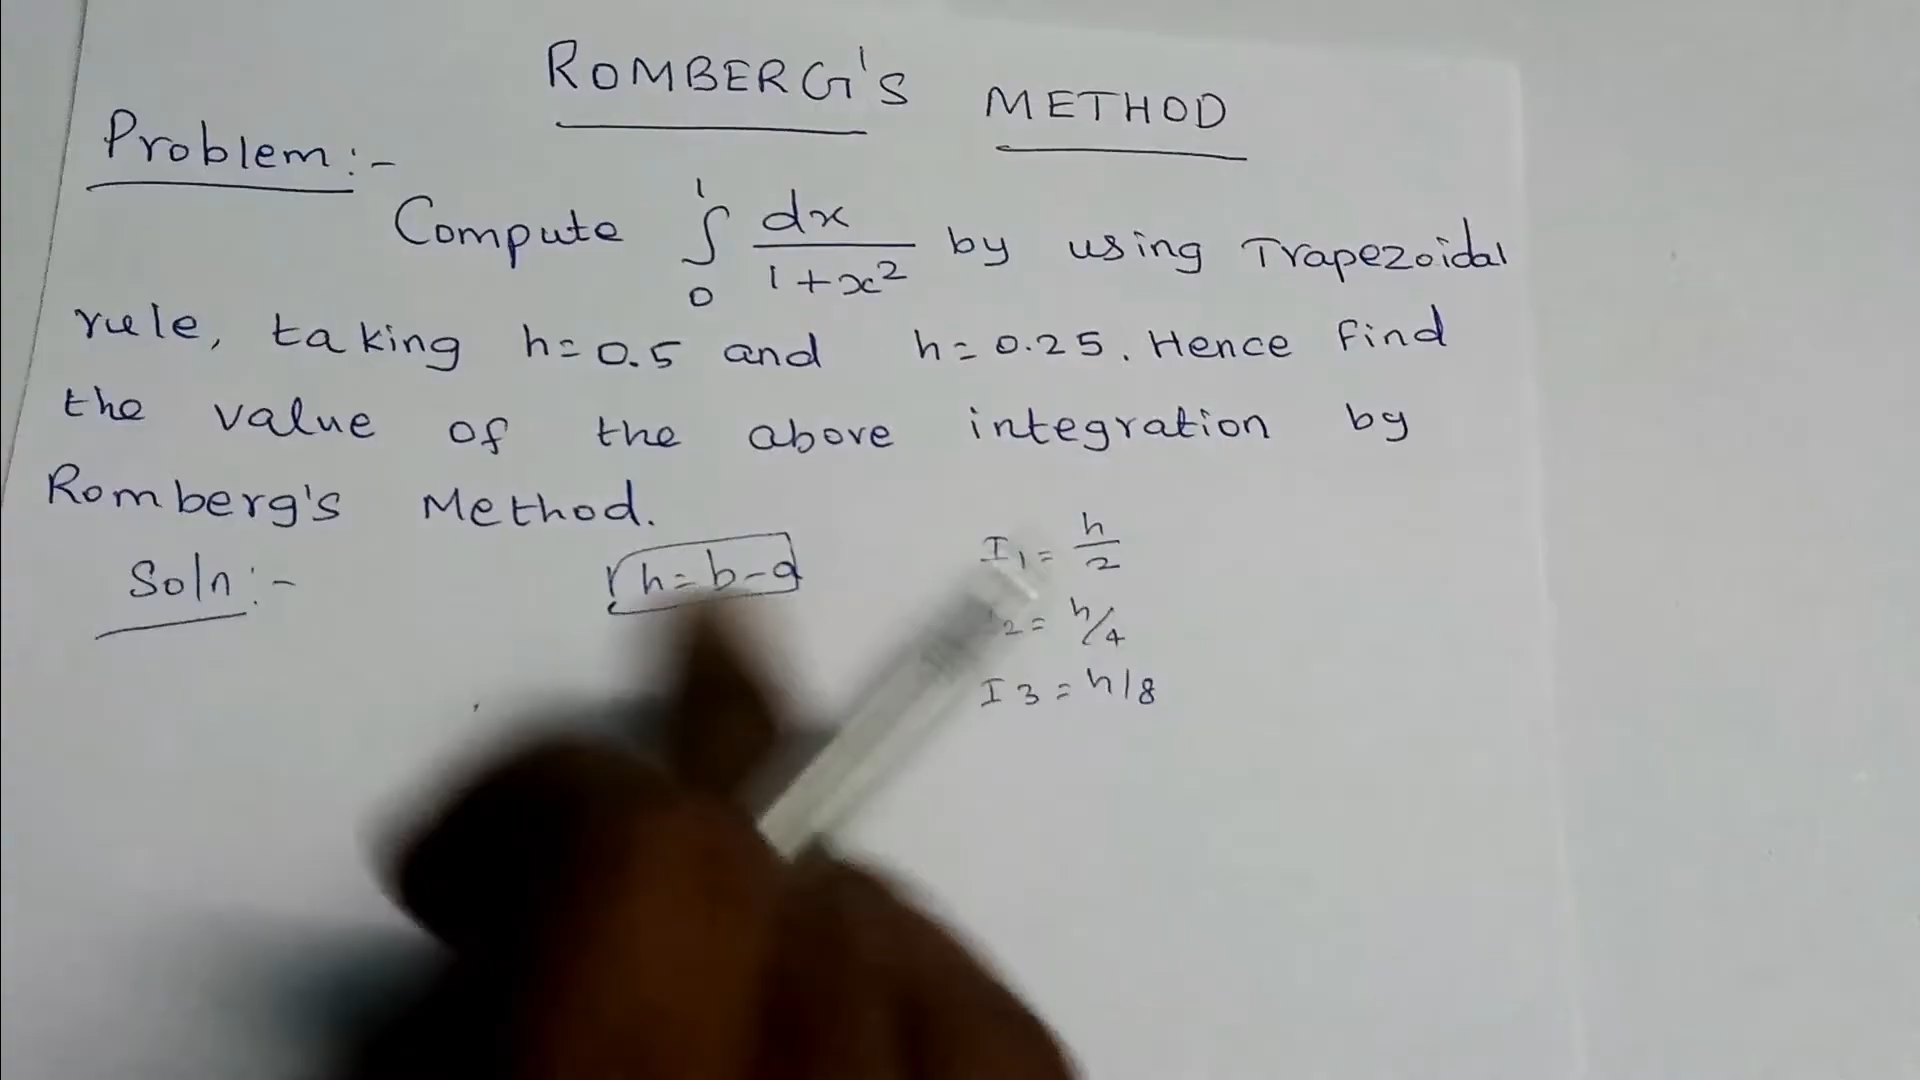 ROMBERG'S METHOD
Problem:-
Compute ∫₀¹ dx/(1+x²) by using Trapezoidal
rule, taking h=0.5 and h=0.25. Hence find
the value of the above integration by
Romberg's Method.
Soln:-
h=b-a
I1 = h/2
2 = h/4
I3 = h/8